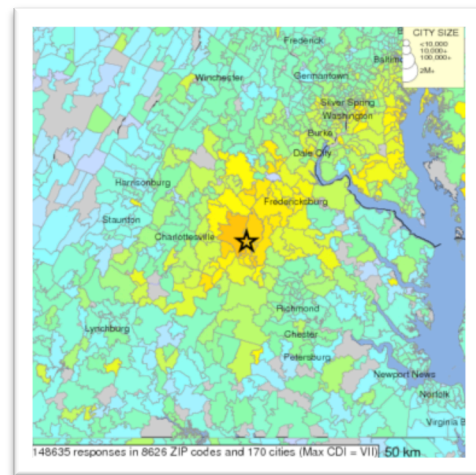 CITY SIZE
<10,000
10,000+
100,000+
2M+
Frederick
Baltim
Winchester
Germantown
Silver Spring
Washington
Burke
Dale City
Harrisonburg
Fredericksburg
Staunton
Charlottesville
Richmond
Lynchburg
Chester
Petersburg
Newport News
Norfolk
Virginia B
148635 responses in 8626 ZIP codes and 170 cities (Max CDI = VII)
50 km